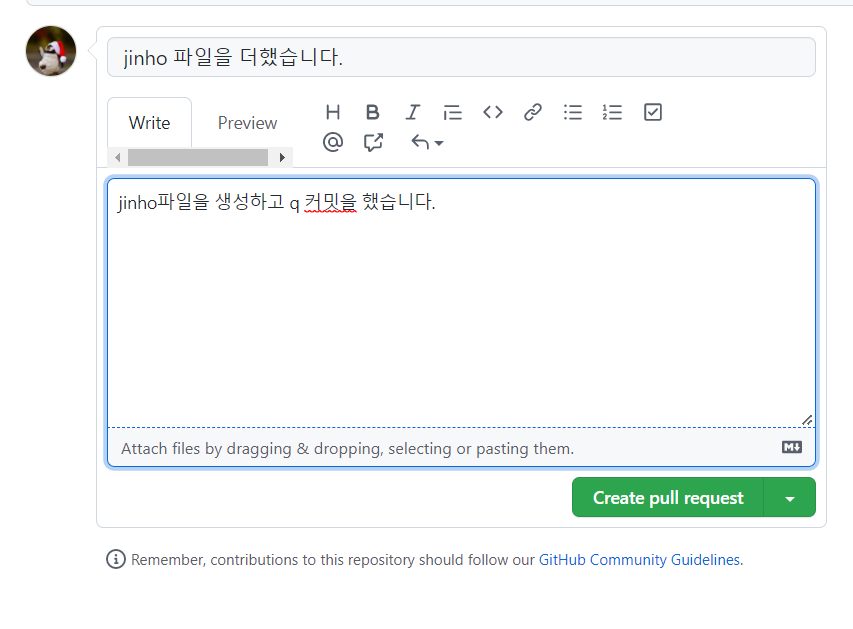 jinho 파일을 더했습니다.
Write Preview
jinho파일을 생성하고 q 커밋을 했습니다.
Attach files by dragging & dropping, selecting or pasting them.
Create pull request
Remember, contributions to this repository should follow our GitHub Community Guidelines.